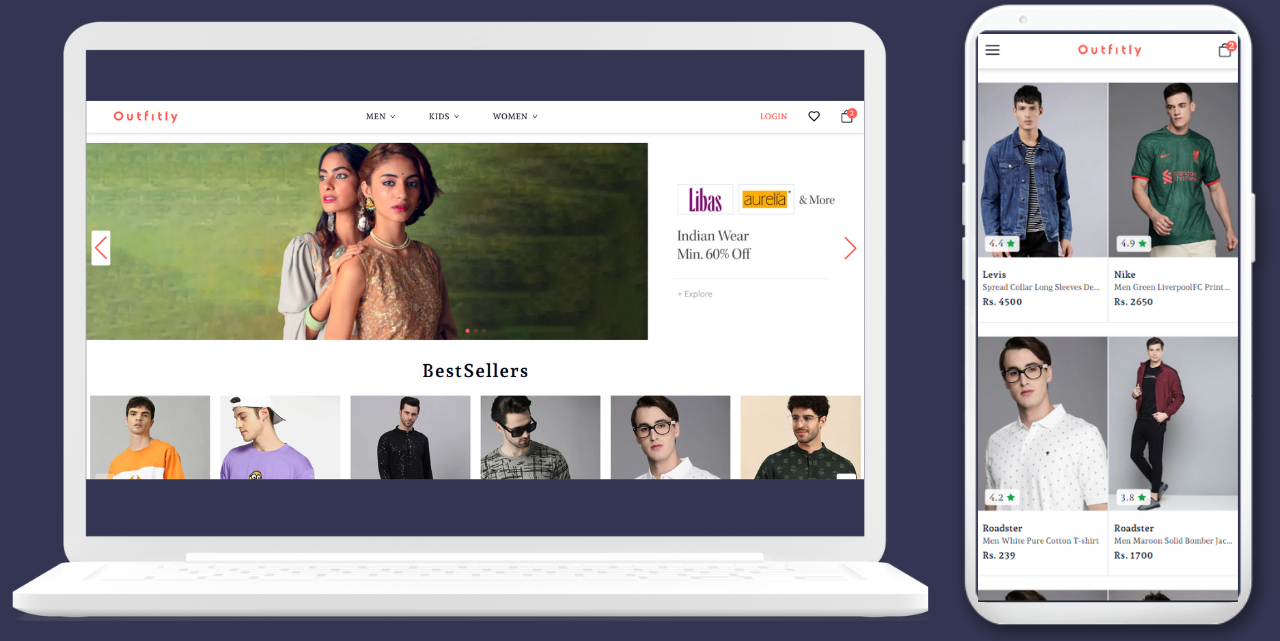 Outfitly
MEN KIDS WOMEN
LOGIN
2
Libas aurelia & More
Indian Wear
Min. 60% Off
+ Explore
BestSellers
Outfitly
2
4.4
4.9
Levis
Spread Collar Long Sleeves De...
Rs. 4500
Nike
Men Green LiverpoolFC Print...
Rs. 2650
4.2
3.8
Roadster
Men White Pure Cotton T-shirt
Rs. 239
Roadster
Men Maroon Solid Bomber Jac...
Rs. 1700